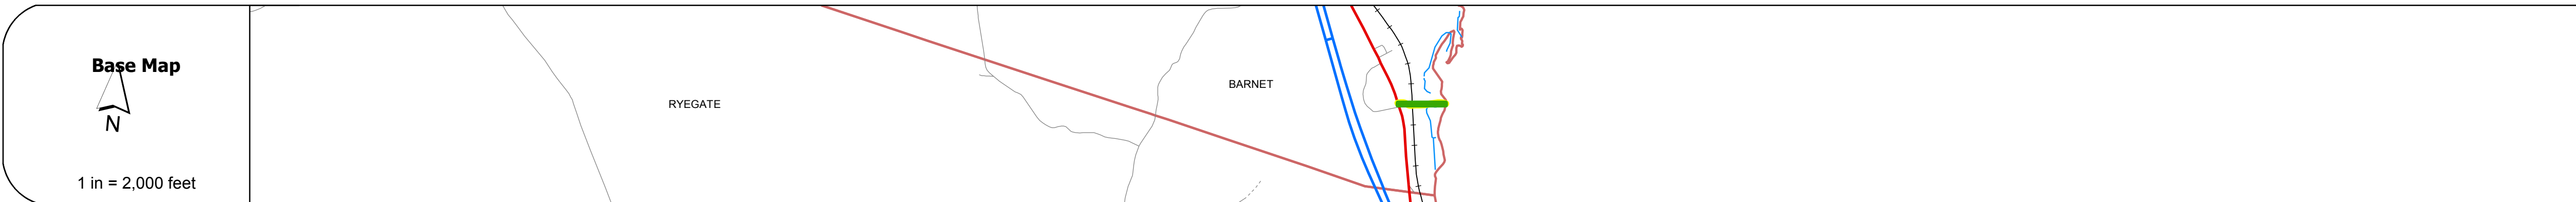 Base Map
N
1 in = 2,000 feet
RYEGATE
BARNET